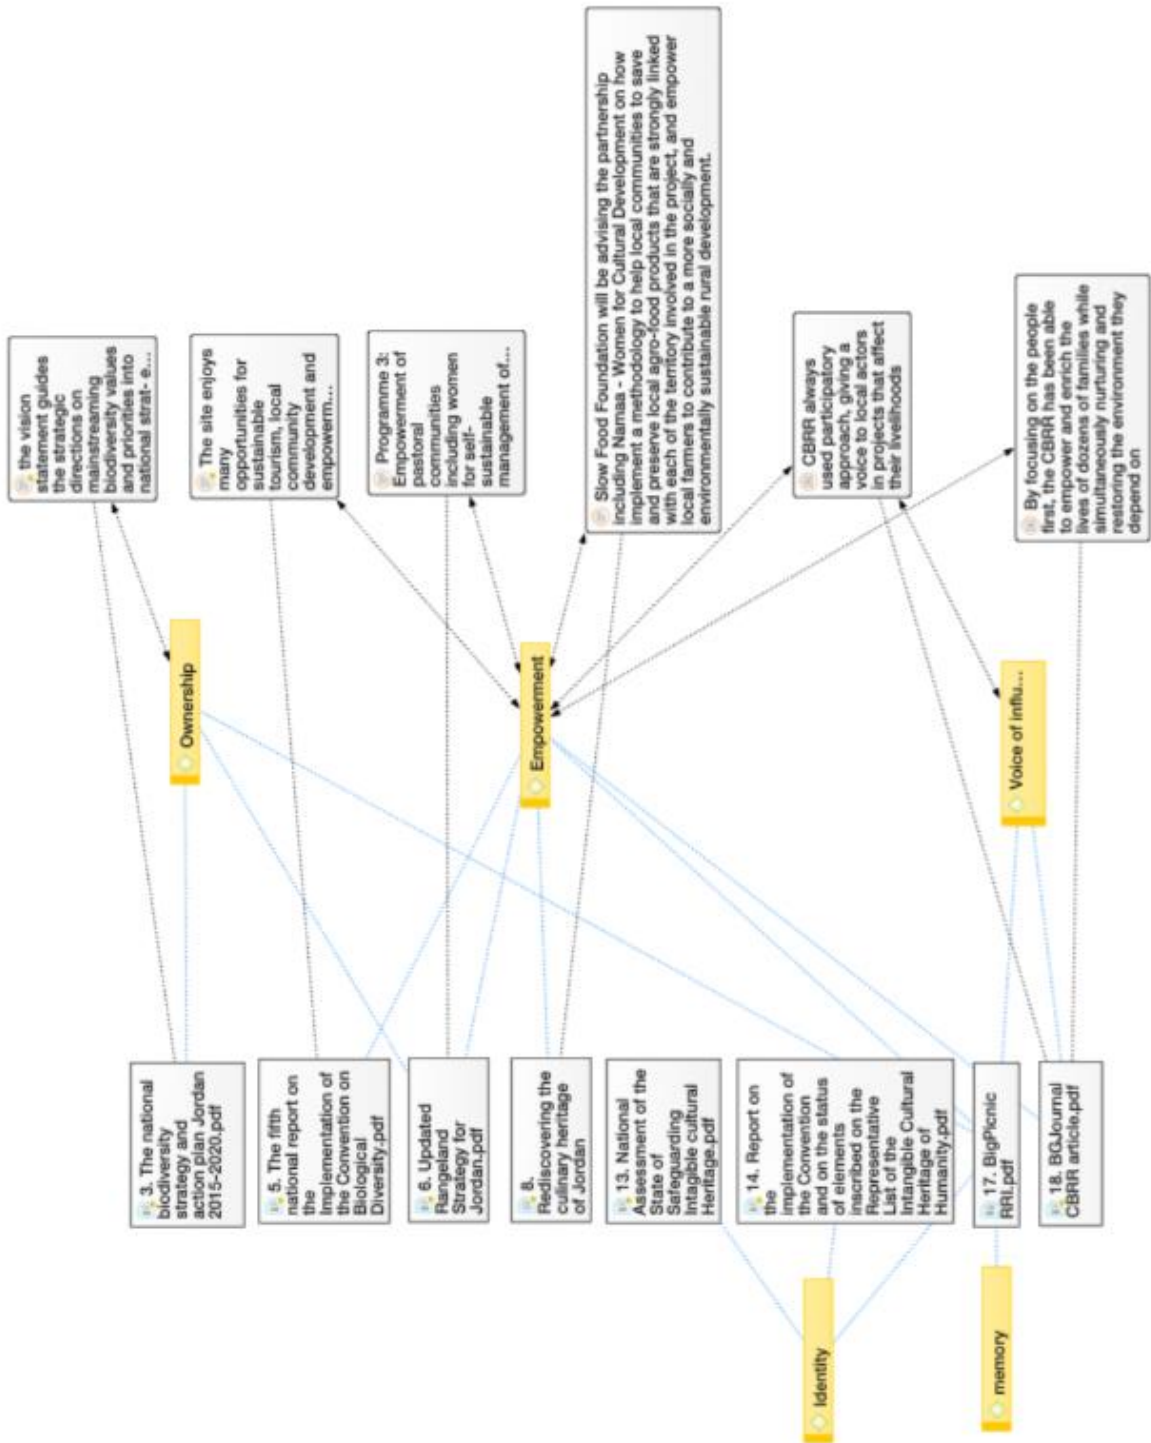 the vision
statement guides
the strategic
directions on
mainstreaming
biodiversity values
and priorities into
national strat- e...
The site enjoys
many
opportunities for
sustainable
tourism, local
community
development and
empowerm...
Programme 3:
Empowerment of
pastoral
communities
including women
for self-
sustainable
management of...
Slow Food Foundation will be advising the partnership
including Namaa - Women for Cultural Development on how
implement a methodology to help local communities to save
and preserve local agro-food products that are strongly linked
with each of the territory involved in the project, and empower
local farmers to contribute to a more socially and
environmentally sustainable rural development.
CBRR always
used participatory
approach, giving a
voice to local actors
in projects that affect
their livelihoods
By focusing on the people
first, the CBRR has been able
to empower and enrich the
lives of dozens of families while
simultaneously nurturing and
restoring the environment they
depend on
Ownership
Empowerment
Voice of influ...
3. The national
biodiversity
strategy and
action plan Jordan
2015-2020.pdf
5. The fifth
national report on
the
Implementation of
the Convention on
Biological
Diversity.pdf
6. Updated
Rangeland
Strategy for
Jordan.pdf
8.
Rediscovering the
culinary heritage
of Jordan
13. National
Assessment of the
State of
Safeguarding
Intagible cultural
Heritage.pdf
14. Report on
the
implementation of
the Convention
and on the status
of elements
inscribed on the
Representative
List of the
Intangible Cultural
Heritage of
Humanity.pdf
17. BigPicnic
RRI.pdf
18. BGJournal
CBRR article.pdf
Identity
memory